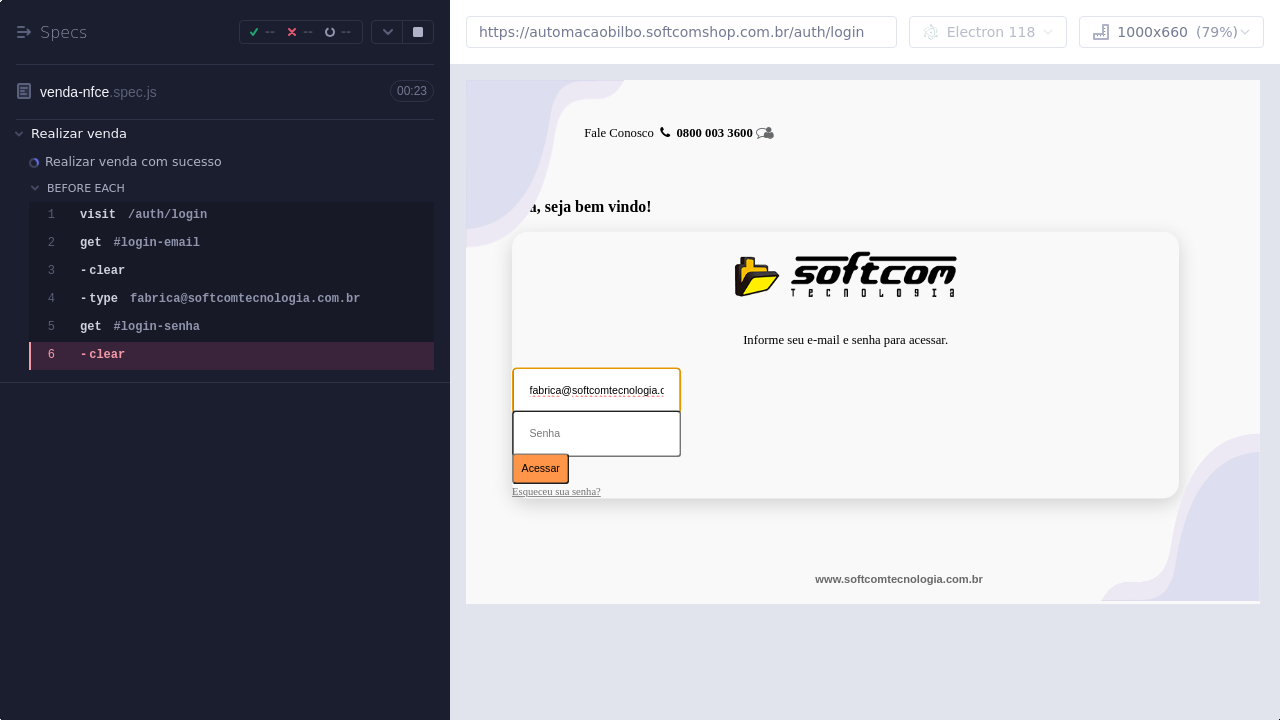 Specs
--
--
--
venda-nfce.spec.js
00:23
Realizar venda
Realizar venda com sucesso
BEFORE EACH
1 visit /auth/login
2 get #login-email
3 -clear
4 -type fabrica@softcomtecnologia.com.br
5 get #login-senha
6 -clear
https://automacaobilbo.softcomshop.com.br/auth/login
Electron 118
1000x660 (79%)
Fale Conosco 0800 003 3600
, seja bem vindo!
softcom
TECNOLOGIA
Informe seu e-mail e senha para acessar.
fabrica@softcomtecnologia.c
Senha
Acessar
Esqueceu sua senha?
www.softcomtecnologia.com.br